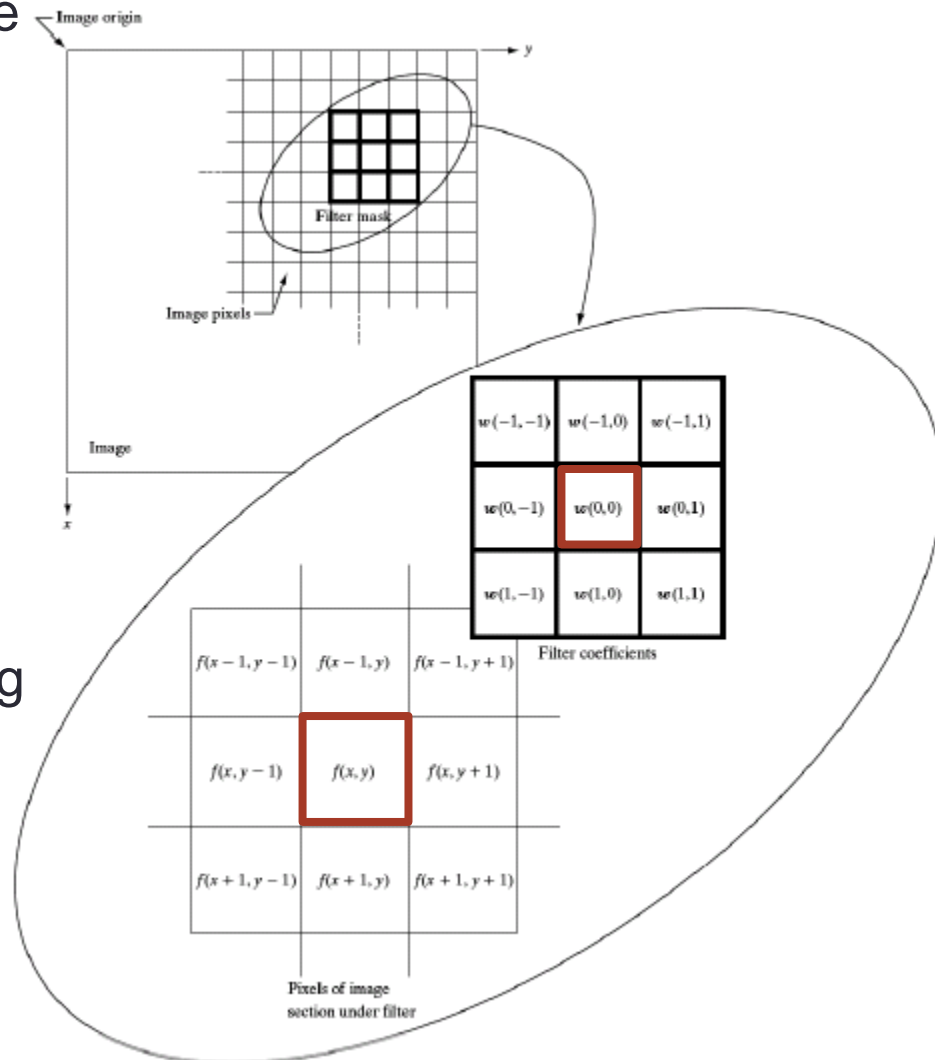 e
Image origin
y
Filter mask
Image pixels
Image
x
w(−1,−1) w(−1,0) w(−1,1)
w(0,−1) w(0,0) w(0,1)
w(1,−1) w(1,0) w(1,1)
Filter coefficients
g
f(x − 1, y − 1) f(x − 1, y) f(x − 1, y + 1)
f(x, y − 1) f(x, y) f(x, y + 1)
f(x + 1, y − 1) f(x + 1, y) f(x + 1, y + 1)
Pixels of image
section under filter